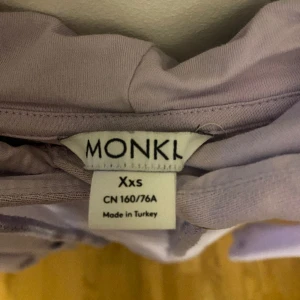 MONKI
Xxs
CN 160/76A
Made in Turkey